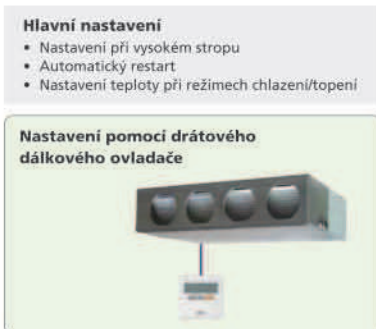 Hlavní nastavení
• Nastavení při vysokém stropu
• Automatický restart
• Nastavení teploty při režimech chlazení/topení
Nastavení pomocí drátového
dálkového ovladače